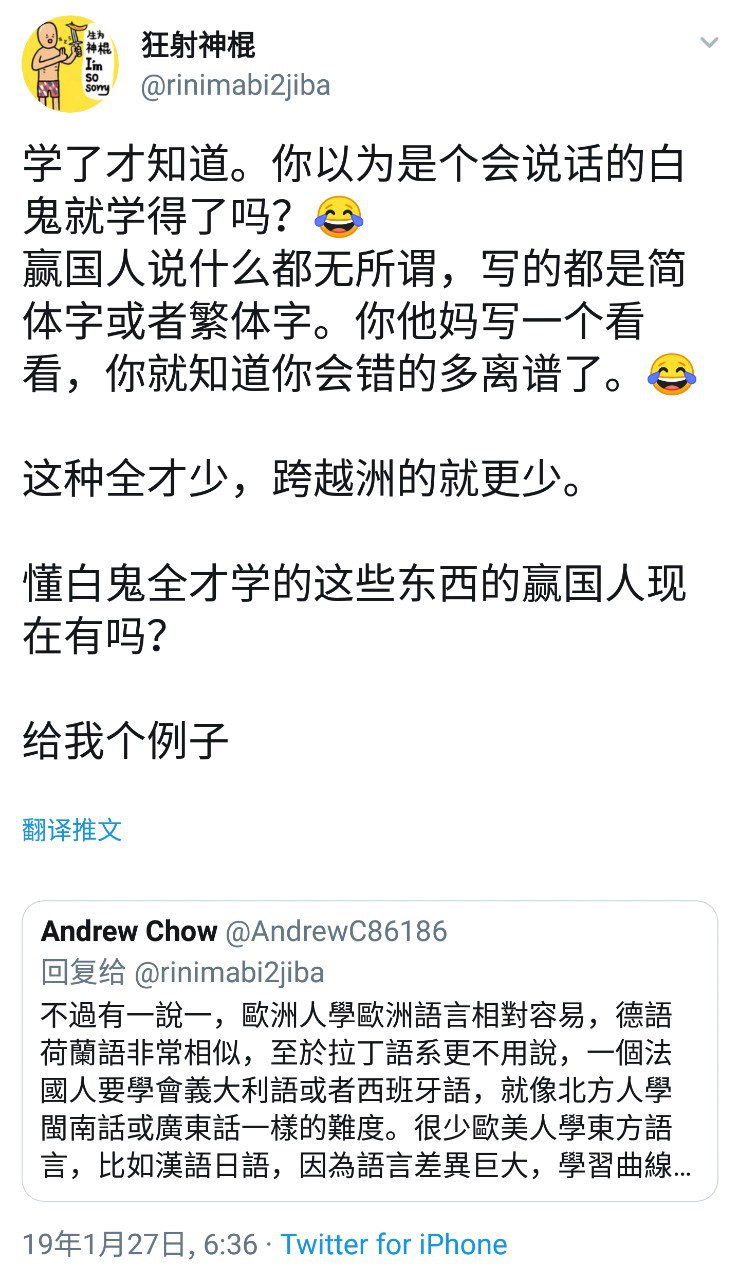 生为
神棍
I'm
so
sorry
狂射神棍
@rinimabi2jiba
学了才知道。你以为是个会说话的白
鬼就学得了吗？😂
赢国人说什么都无所谓，写的都是简
体字或者繁体字。你他妈写一个看
看，你就知道你会错的多离谱了。😂
这种全才少，跨越洲的就更少。
懂白鬼全才学的这些东西的赢国人现
在有吗？
给我个例子
翻译推文
Andrew Chow @AndrewC86186
回复给 @rinimabi2jiba
不過有一說一，歐洲人學歐洲語言相對容易，德語
荷蘭語非常相似，至於拉丁語系更不用說，一個法
國人要學會義大利語或者西班牙語，就像北方人學
閩南話或廣東話一樣的難度。很少歐美人學東方語
言，比如漢語日語，因為語言差異巨大，學習曲線...
19年1月27日, 6:36 · Twitter for iPhone